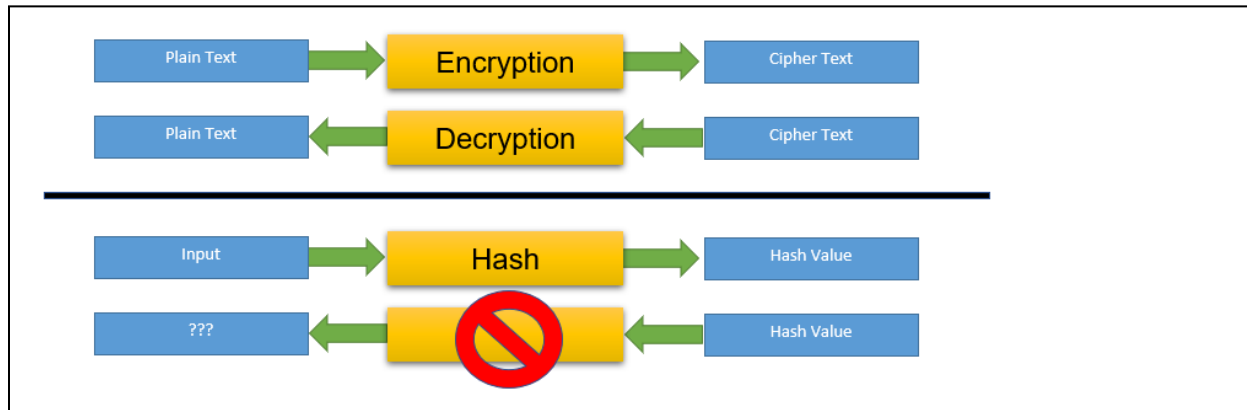 Plain Text
Encryption
Cipher Text
Plain Text
Decryption
Cipher Text
Input
Hash
Hash Value
???
Hash Value